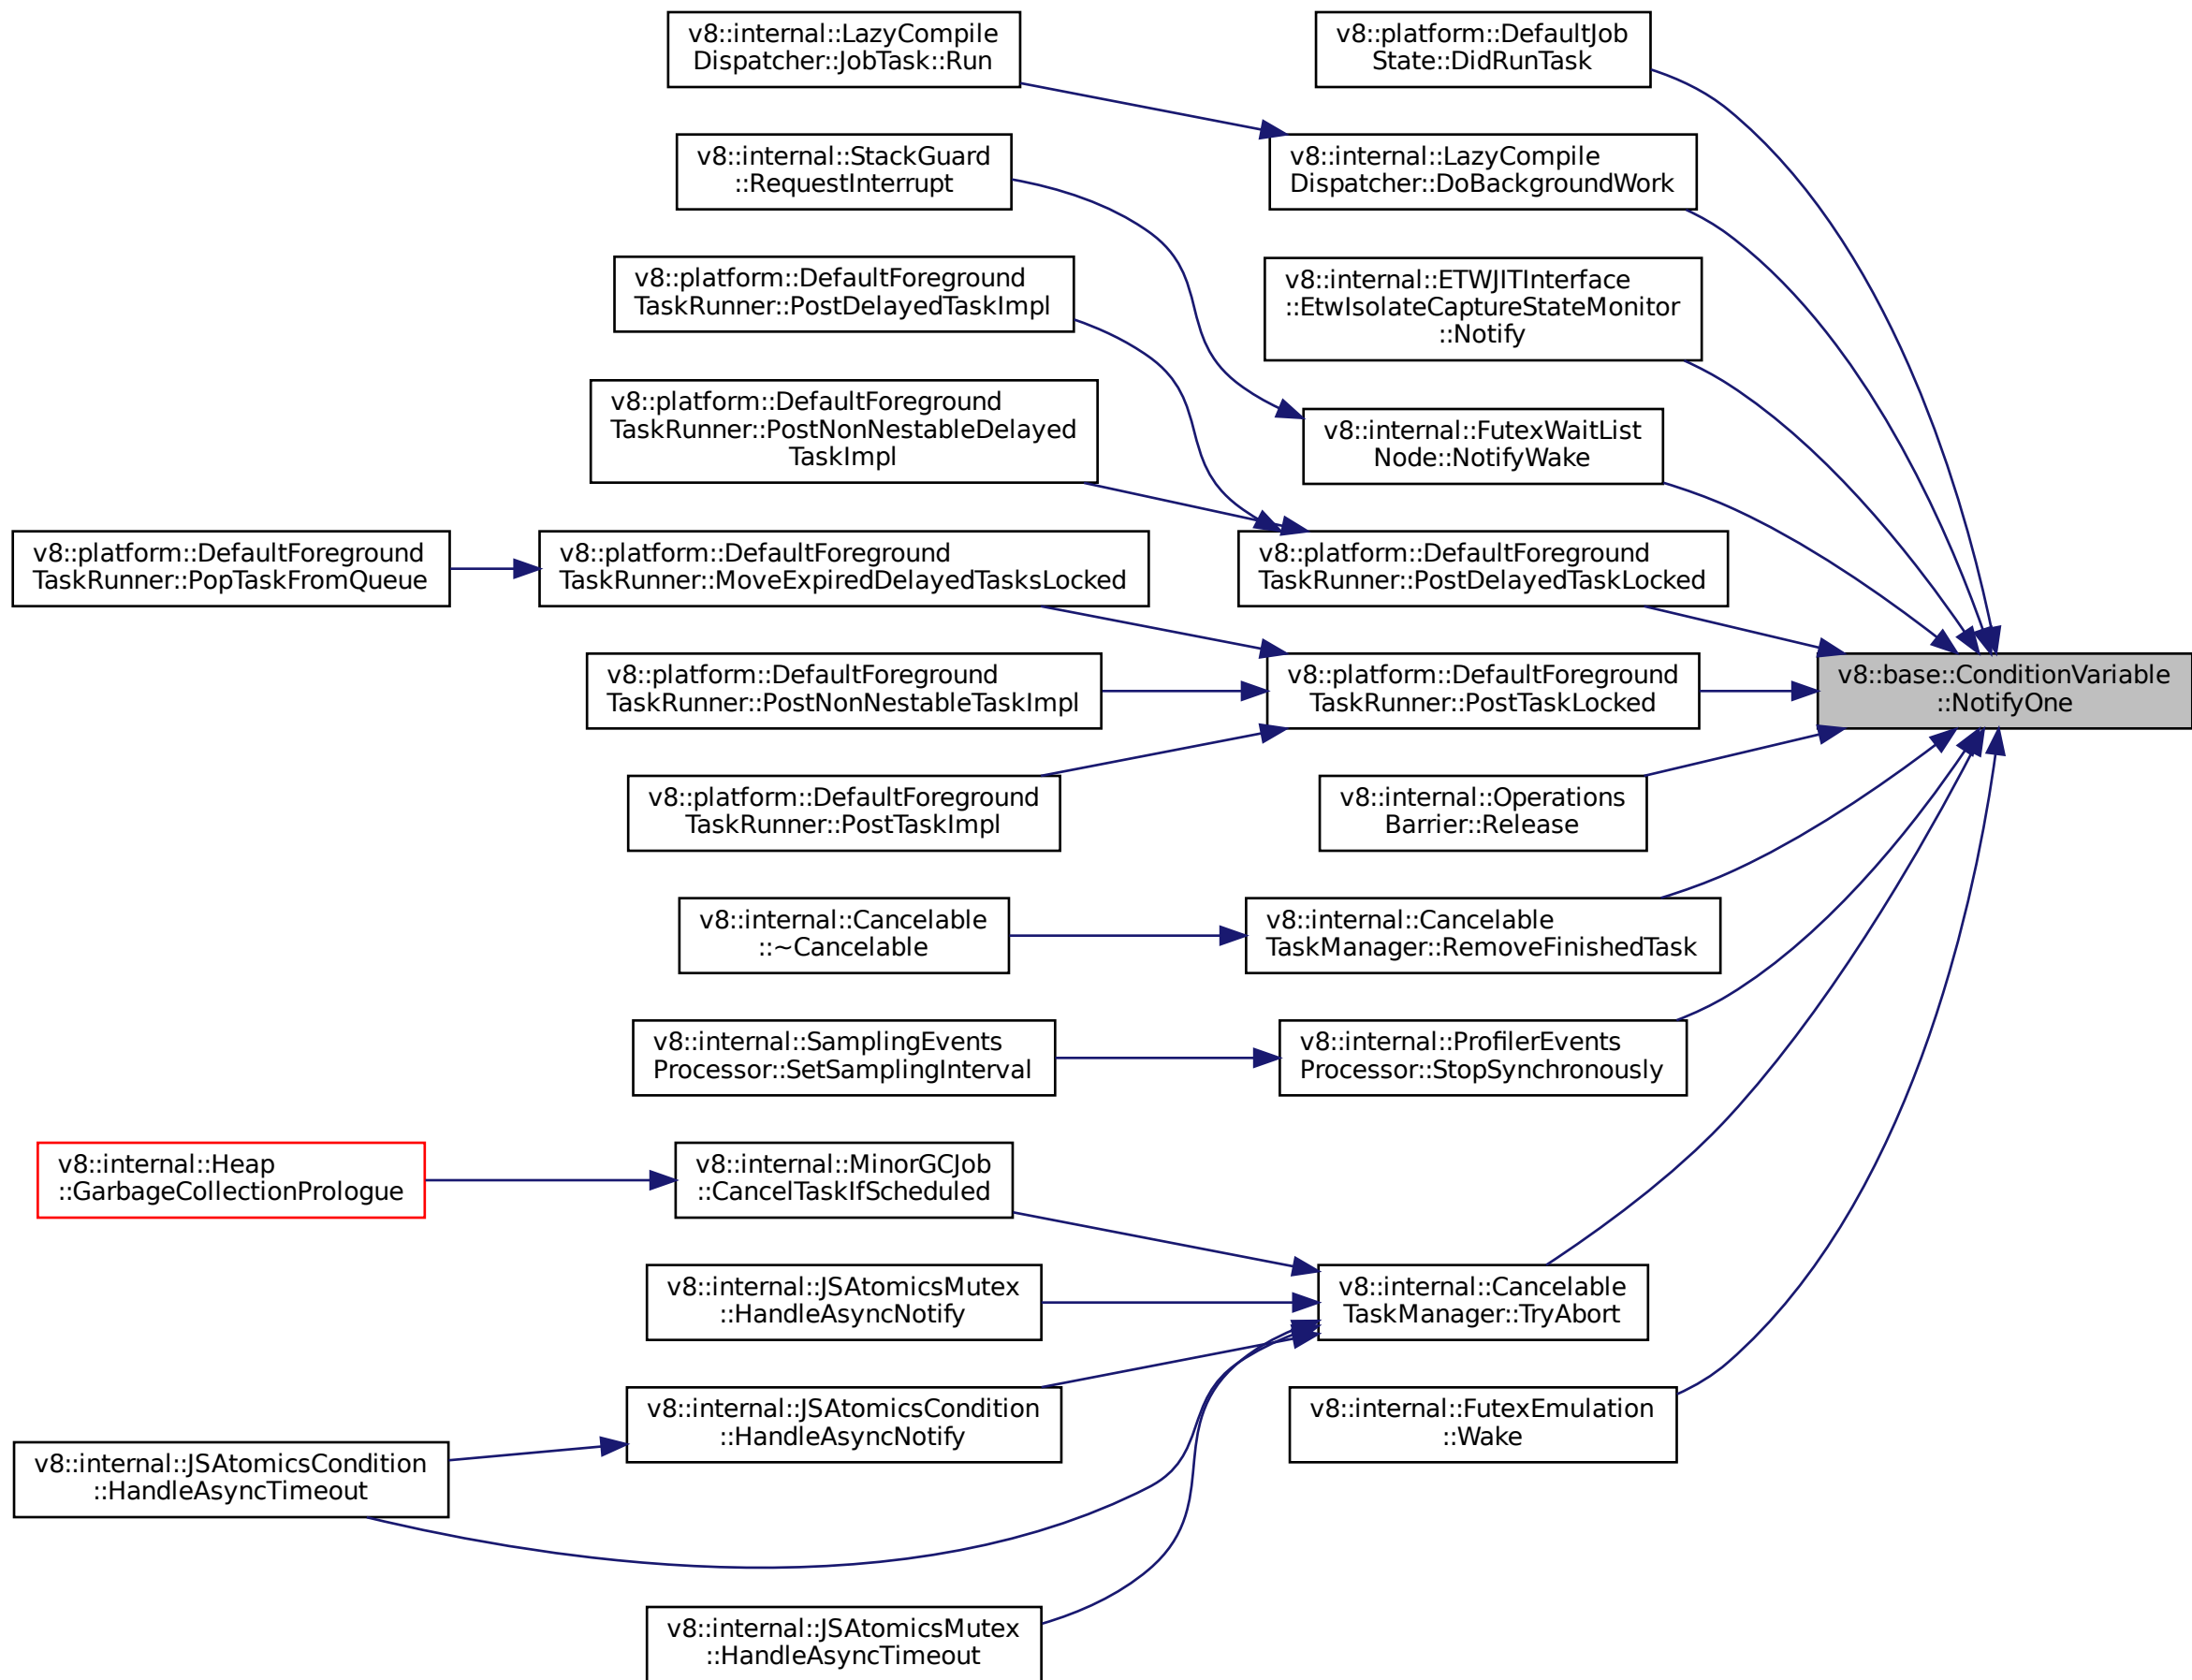 v8::internal::LazyCompile
Dispatcher::JobTask::Run
v8::platform::DefaultJob
State::DidRunTask
v8::internal::StackGuard
::RequestInterrupt
v8::internal::LazyCompile
Dispatcher::DoBackgroundWork
v8::platform::DefaultForeground
TaskRunner::PostDelayedTaskImpl
v8::internal::ETWJITInterface
::EtwIsolateCaptureStateMonitor
::Notify
v8::platform::DefaultForeground
TaskRunner::PostNonNestableDelayed
TaskImpl
v8::internal::FutexWaitList
Node::NotifyWake
v8::platform::DefaultForeground
TaskRunner::PopTaskFromQueue
v8::platform::DefaultForeground
TaskRunner::MoveExpiredDelayedTasksLocked
v8::platform::DefaultForeground
TaskRunner::PostDelayedTaskLocked
v8::platform::DefaultForeground
TaskRunner::PostNonNestableTaskImpl
v8::platform::DefaultForeground
TaskRunner::PostTaskLocked
v8::base::ConditionVariable
::NotifyOne
v8::platform::DefaultForeground
TaskRunner::PostTaskImpl
v8::internal::Operations
Barrier::Release
v8::internal::Cancelable
::~Cancelable
v8::internal::Cancelable
TaskManager::RemoveFinishedTask
v8::internal::SamplingEvents
Processor::SetSamplingInterval
v8::internal::ProfilerEvents
Processor::StopSynchronously
v8::internal::Heap
::GarbageCollectionPrologue
v8::internal::MinorGCJob
::CancelTaskIfScheduled
v8::internal::JSAtomicsMutex
::HandleAsyncNotify
v8::internal::Cancelable
TaskManager::TryAbort
v8::internal::JSAtomicsCondition
::HandleAsyncNotify
v8::internal::FutexEmulation
::Wake
v8::internal::JSAtomicsCondition
::HandleAsyncTimeout
v8::internal::JSAtomicsMutex
::HandleAsyncTimeout